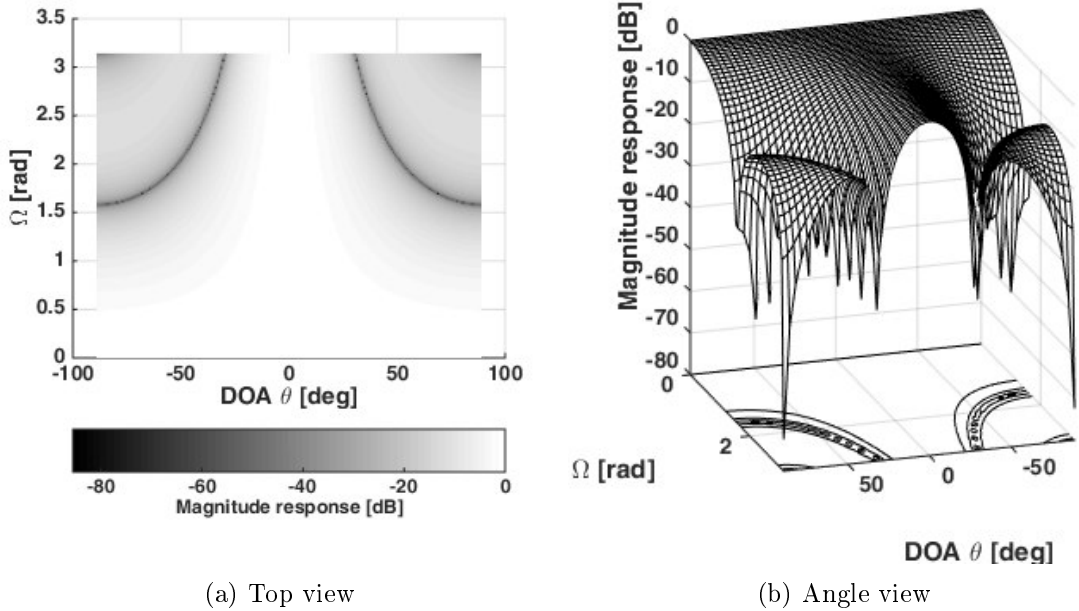 3.5
3
2.5
2
1.5
1
0.5
0
Ω [rad]
-100 -50 0 50 100
DOA θ [deg]
-80 -60 -40 -20 0
Magnitude response [dB]
(a) Top view
0
-10
-20
-30
-40
-50
-60
-70
-80
Magnitude response [dB]
0
2
Ω [rad]
50 0 -50
DOA θ [deg]
(b) Angle view